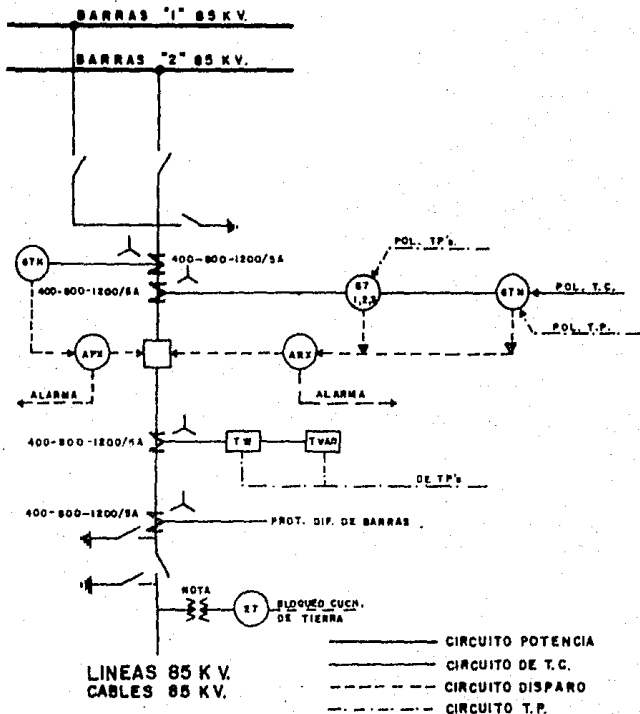 BARRAS "1" 85 KV.
BARRAS "2" 85 KV.
400-800-1200/5A
67N
400-800-1200/5A
POL. TP's.
67
1,2,3
67N
POL. T.C.
POL. T.P.
APX
ARX
ALARMA
ALARMA
400-800-1200/5A
TW
TVAR
DE TP's
400-800-1200/5A
PROT. DIF. DE BARRAS
NOTA
27
BLOQUEO CUCH.
DE TIERRA
LINEAS 85 KV.
CABLES 85 KV.
CIRCUITO POTENCIA
CIRCUITO DE T.C.
CIRCUITO DISPARO
CIRCUITO T.P.